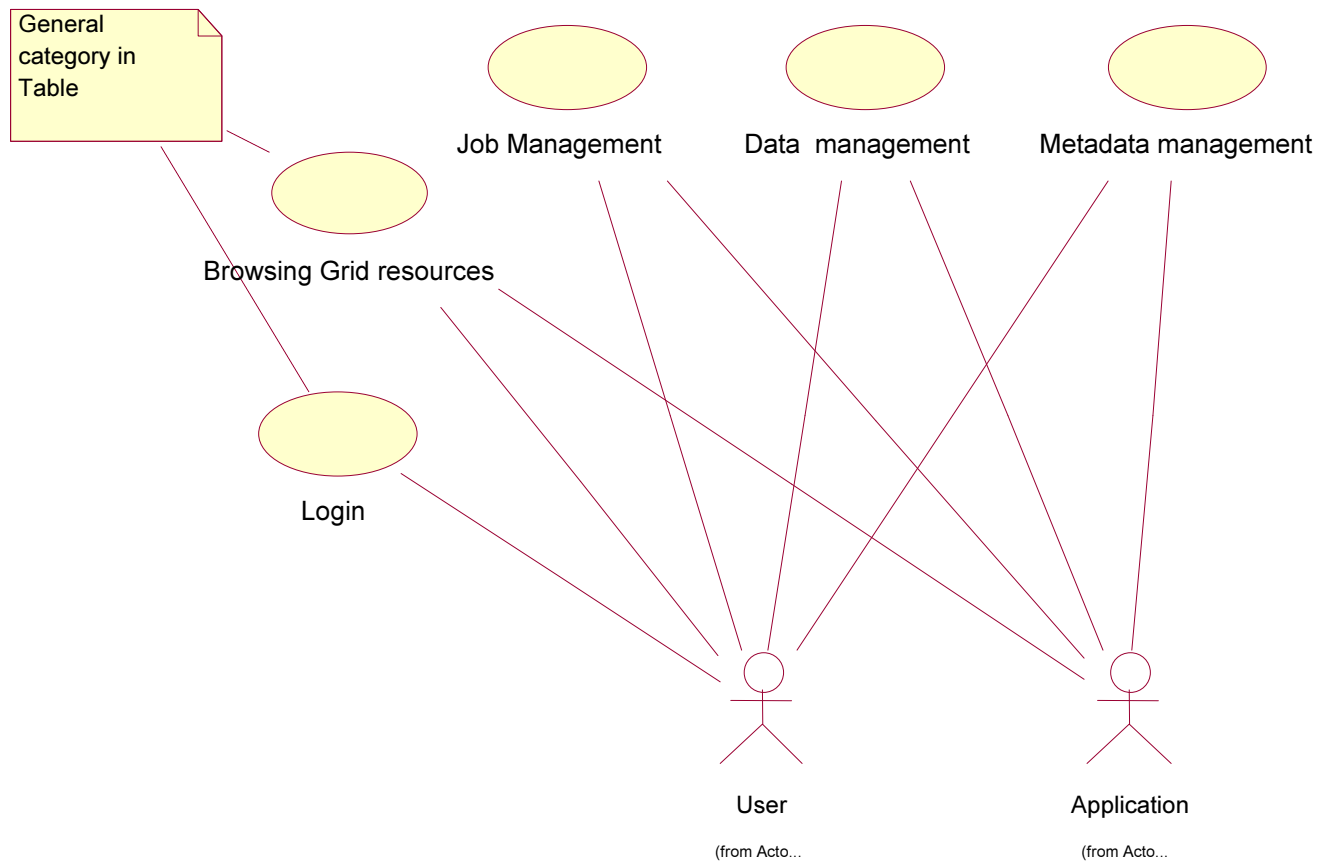 General
category in
Table
Job Management
Data  management
Metadata management
Browsing Grid resources
Login
User
Application
(from Acto...
(from Acto...